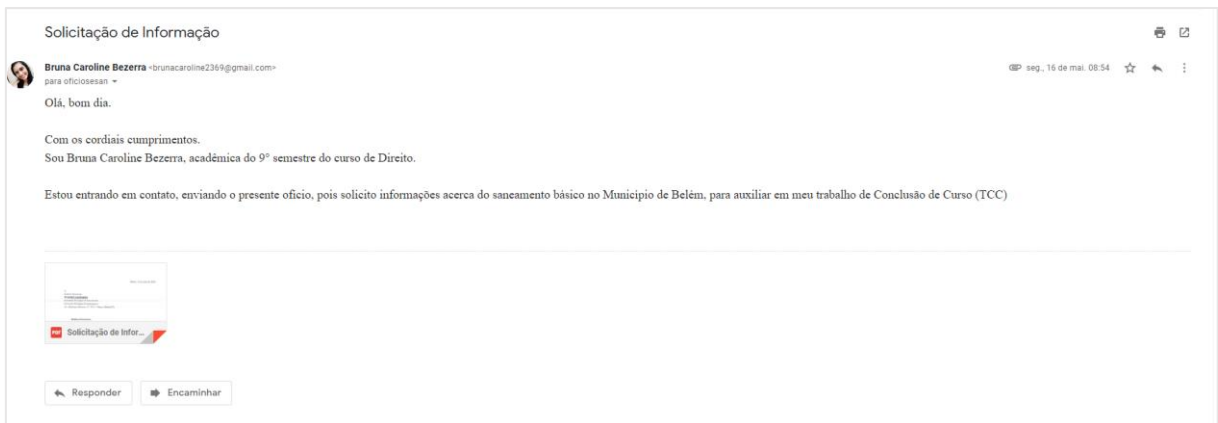 Solicitação de Informação
Bruna Caroline Bezerra <brunacaroline2369@gmail.com>
seg., 16 de mai. 08:54
para oficiosesan
Olá, bom dia.
Com os cordiais cumprimentos.
Sou Bruna Caroline Bezerra, acadêmica do 9° semestre do curso de Direito.
Estou entrando em contato, enviando o presente oficio, pois solicito informações acerca do saneamento básico no Município de Belém, para auxiliar em meu trabalho de Conclusão de Curso (TCC)
PDF Solicitação de Infor...
Responder Encaminhar